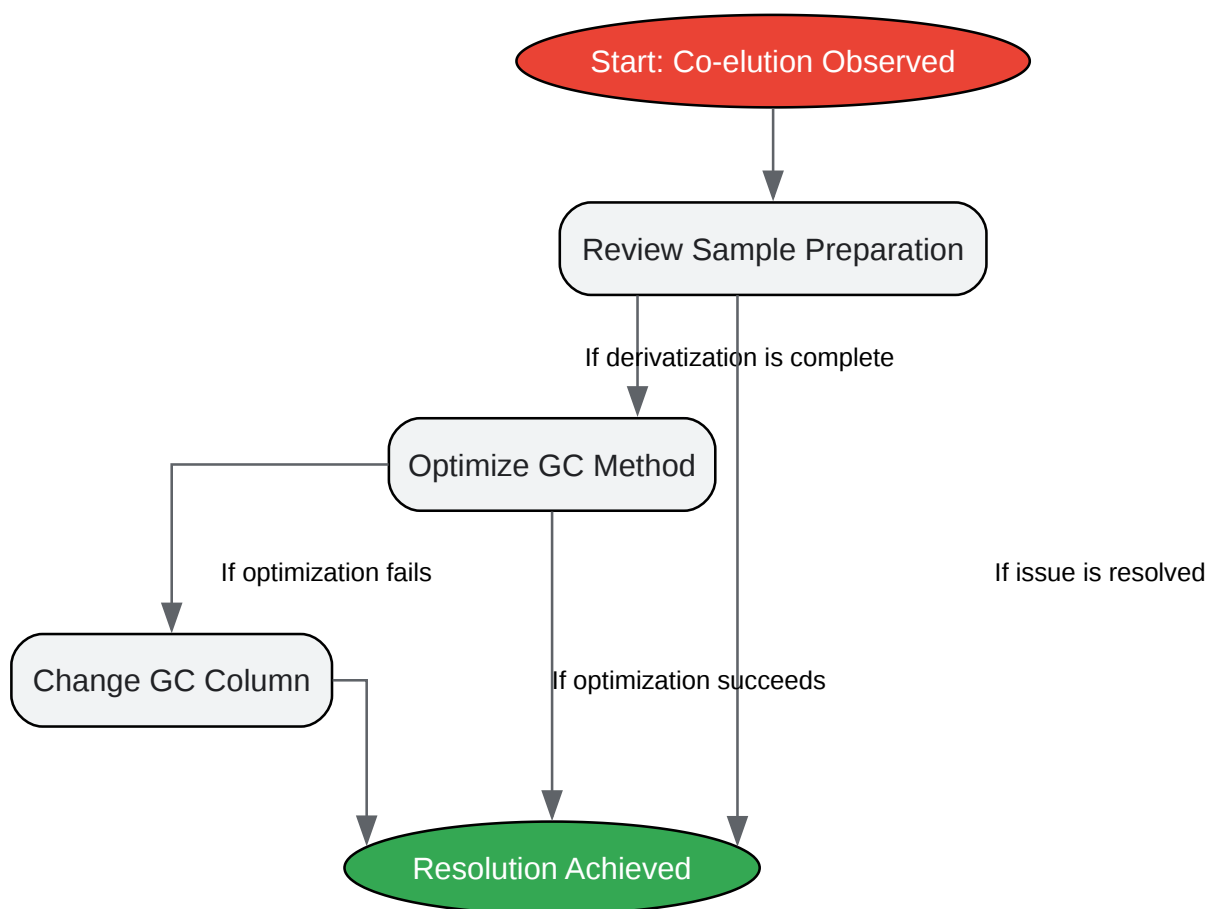 Start: Co-elution Observed
Review Sample Preparation
If derivatization is complete
Optimize GC Method
If optimization fails
If issue is resolved
Change GC Column
If optimization succeeds
Resolution Achieved